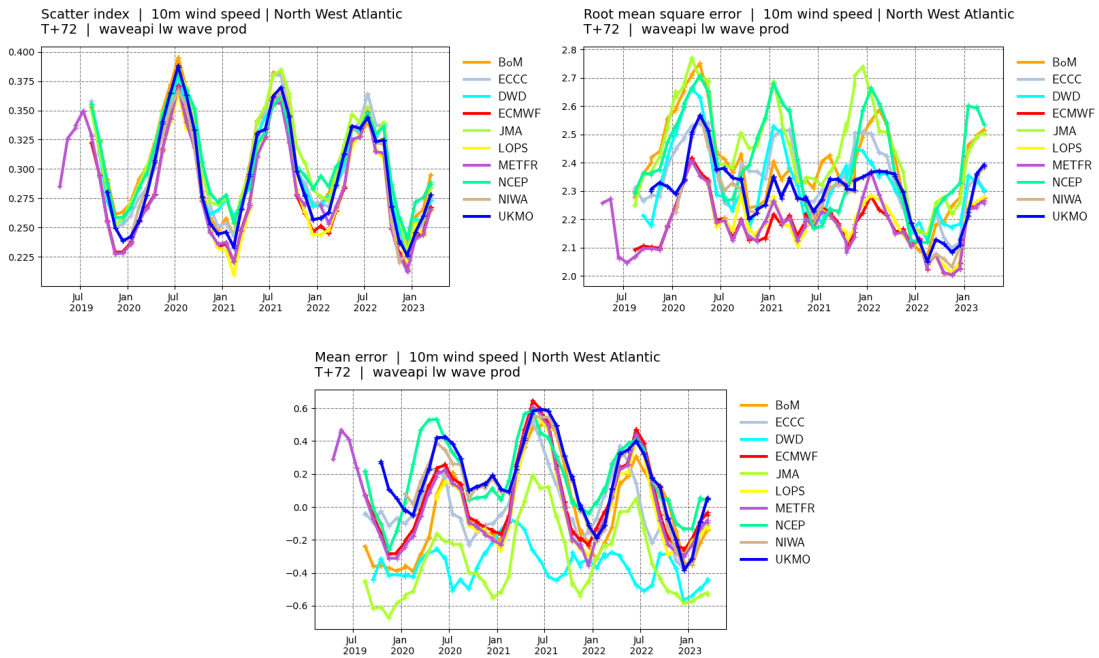 Scatter index | 10m wind speed | North West Atlantic
T+72 | waveapi lw wave prod
0.400
0.375
0.350
0.325
0.300
0.275
0.250
0.225
Jul 2019
Jan 2020
Jul 2020
Jan 2021
Jul 2021
Jan 2022
Jul 2022
Jan 2023
BoM
ECCC
DWD
ECMWF
JMA
LOPS
METFR
NCEP
NIWA
UKMO
Root mean square error | 10m wind speed | North West Atlantic
T+72 | waveapi lw wave prod
2.8
2.7
2.6
2.5
2.4
2.3
2.2
2.1
2.0
Jul 2019
Jan 2020
Jul 2020
Jan 2021
Jul 2021
Jan 2022
Jul 2022
Jan 2023
BoM
ECCC
DWD
ECMWF
JMA
LOPS
METFR
NCEP
NIWA
UKMO
Mean error | 10m wind speed | North West Atlantic
T+72 | waveapi lw wave prod
0.6
0.4
0.2
0.0
−0.2
−0.4
−0.6
Jul 2019
Jan 2020
Jul 2020
Jan 2021
Jul 2021
Jan 2022
Jul 2022
Jan 2023
BoM
ECCC
DWD
ECMWF
JMA
LOPS
METFR
NCEP
NIWA
UKMO